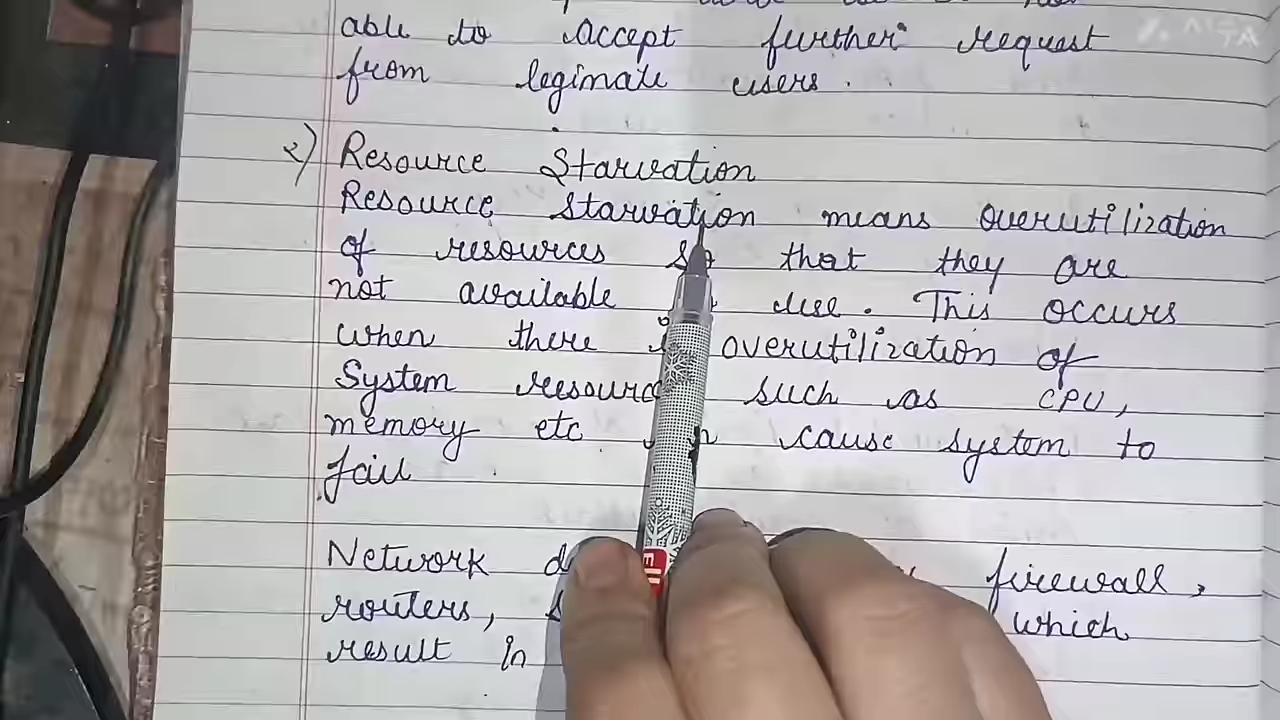 able to accept further request
from legimate users.
2) Resource Starvation
Resource Starvation means overutilization
of resources so that they are
not available use. This occurs
when there overutilization of
System such as CPU,
memory etc cause system to
fail
Network firewall,
routers, which
result in